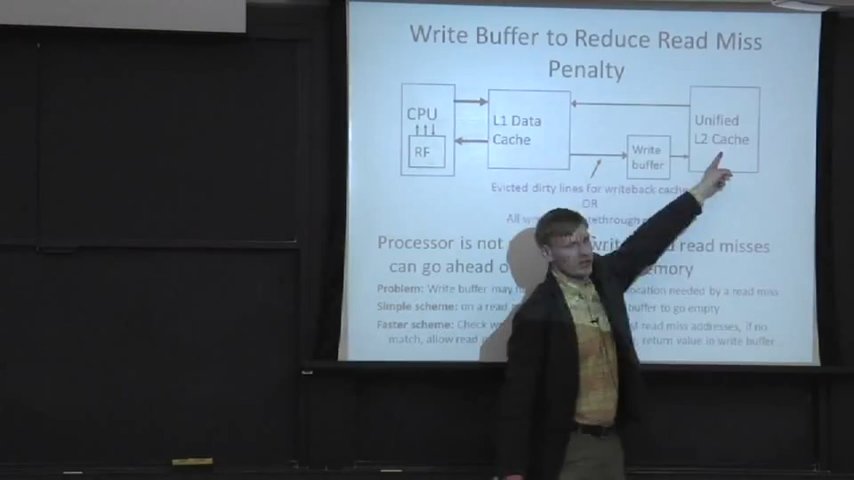 Write Buffer to Reduce Read Miss
Penalty
CPU
RF
L1 Data
Cache
Write
buffer
Unified
L2 Cache
Evicted dirty lines for writeback cache
OR
All
Processor is not read misses
can go ahead
Problem: Write buffer may needed by a read miss
Simple scheme: on a read buffer to go empty
Faster scheme: Check read miss addresses, if no
match, allow read return value in write buffer